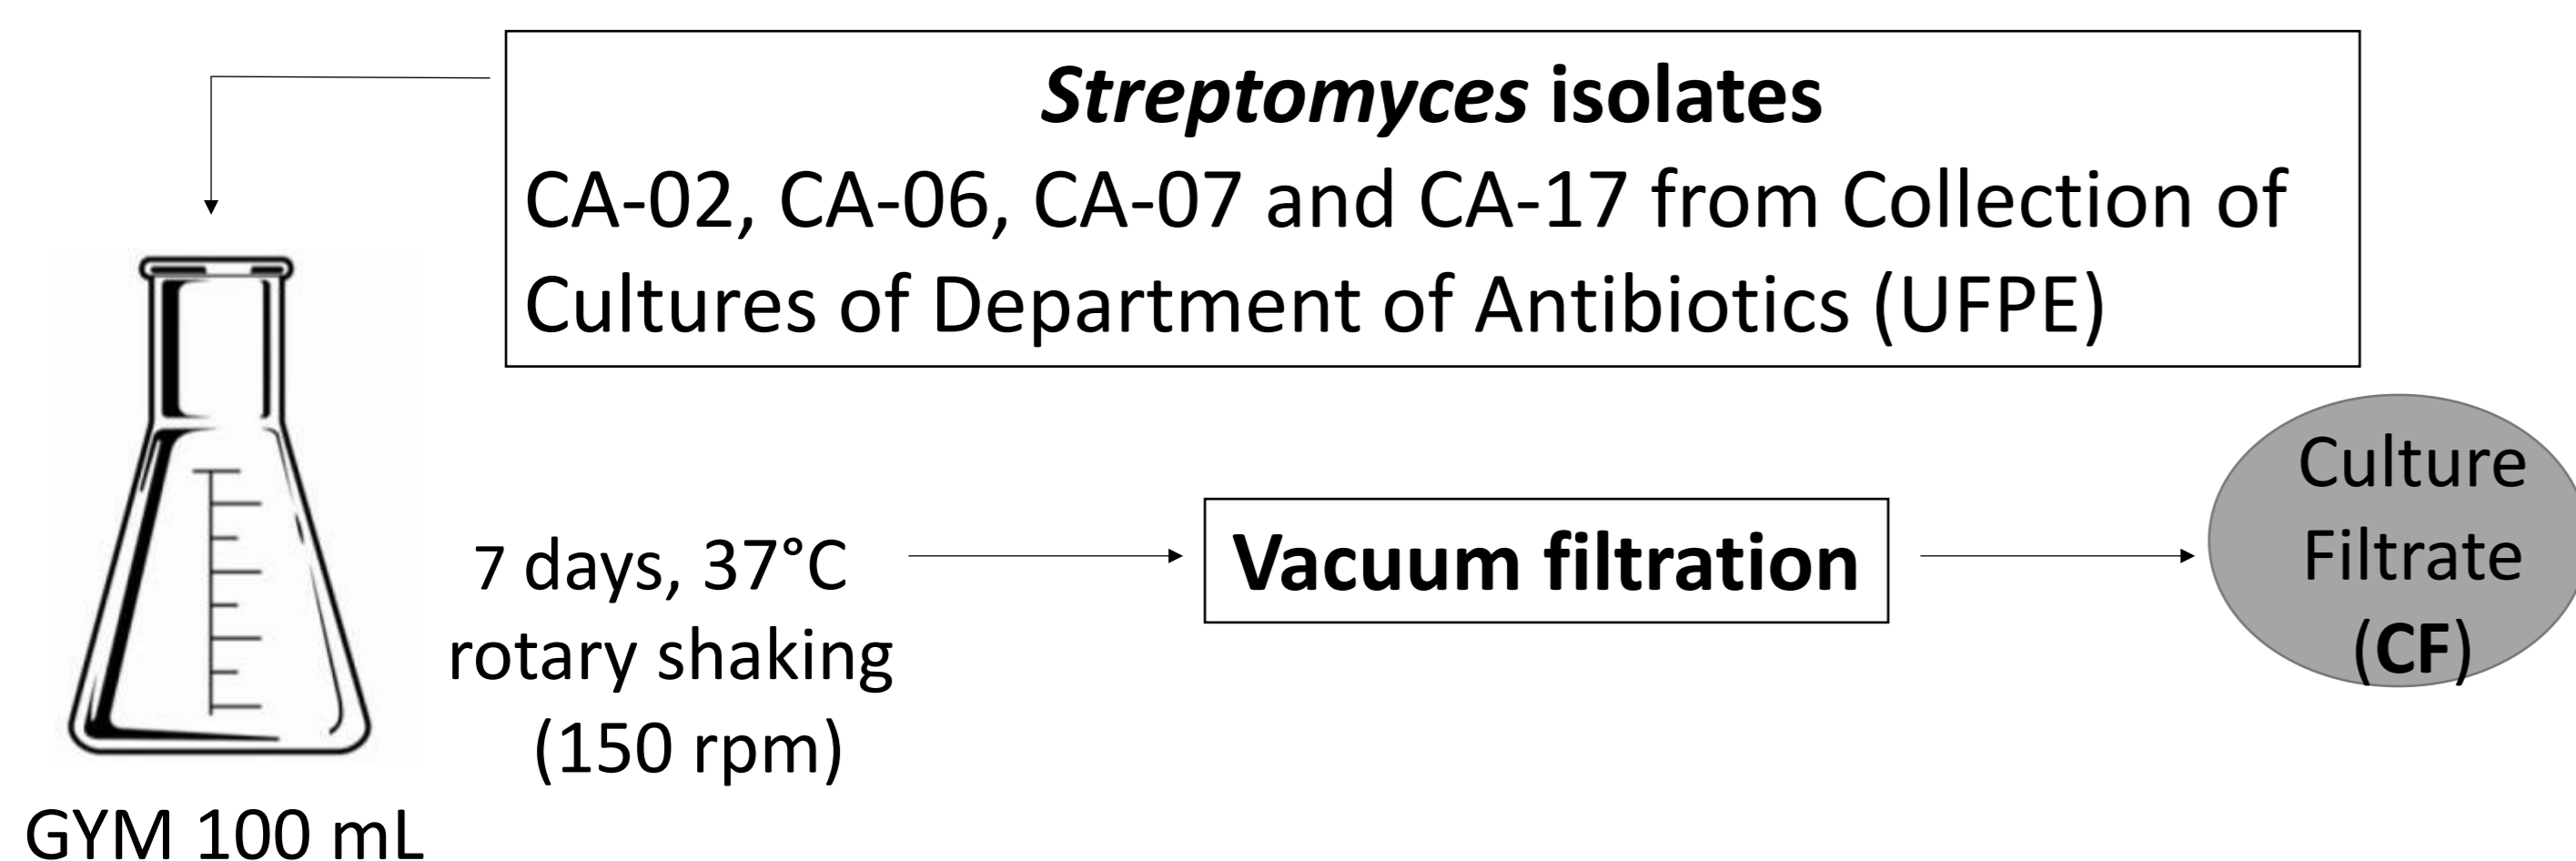 Streptomyces isolates
CA-02, CA-06, CA-07 and CA-17 from Collection of
Cultures of Department of Antibiotics (UFPE)
GYM 100 mL
7 days, 37°C
rotary shaking
(150 rpm)
Vacuum filtration
Culture
Filtrate
(CF)